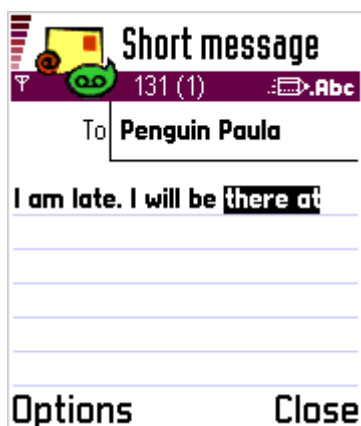 Short message
131 (1) .Abc
To Penguin Paula
I am late. I will be there at
Options Close